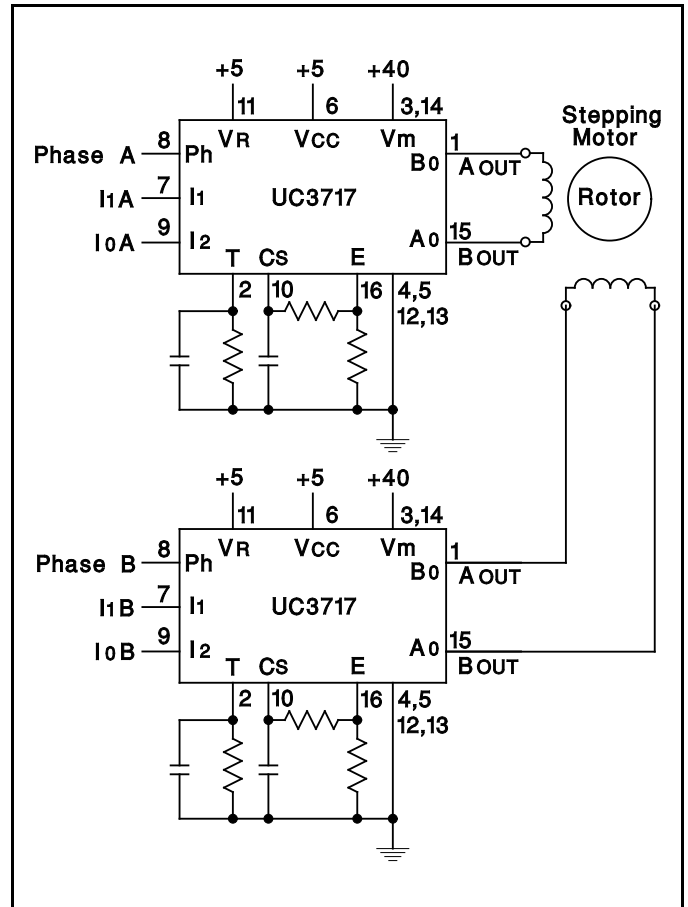 +5 +5 +40
11 6 3,14
Stepping
Motor
VR VCC Vm
Phase A 8 Ph B0 1 A OUT
I1A 7 I1 UC3717 Rotor
I0A 9 I2 A0 15 B OUT
T CS E
2 10 16 4,5
12,13
+5 +5 +40
11 6 3,14
VR VCC Vm
Phase B 8 Ph B0 1 A OUT
I1B 7 I1 UC3717
I0B 9 I2 A0 15 B OUT
T CS E
2 10 16 4,5
12,13